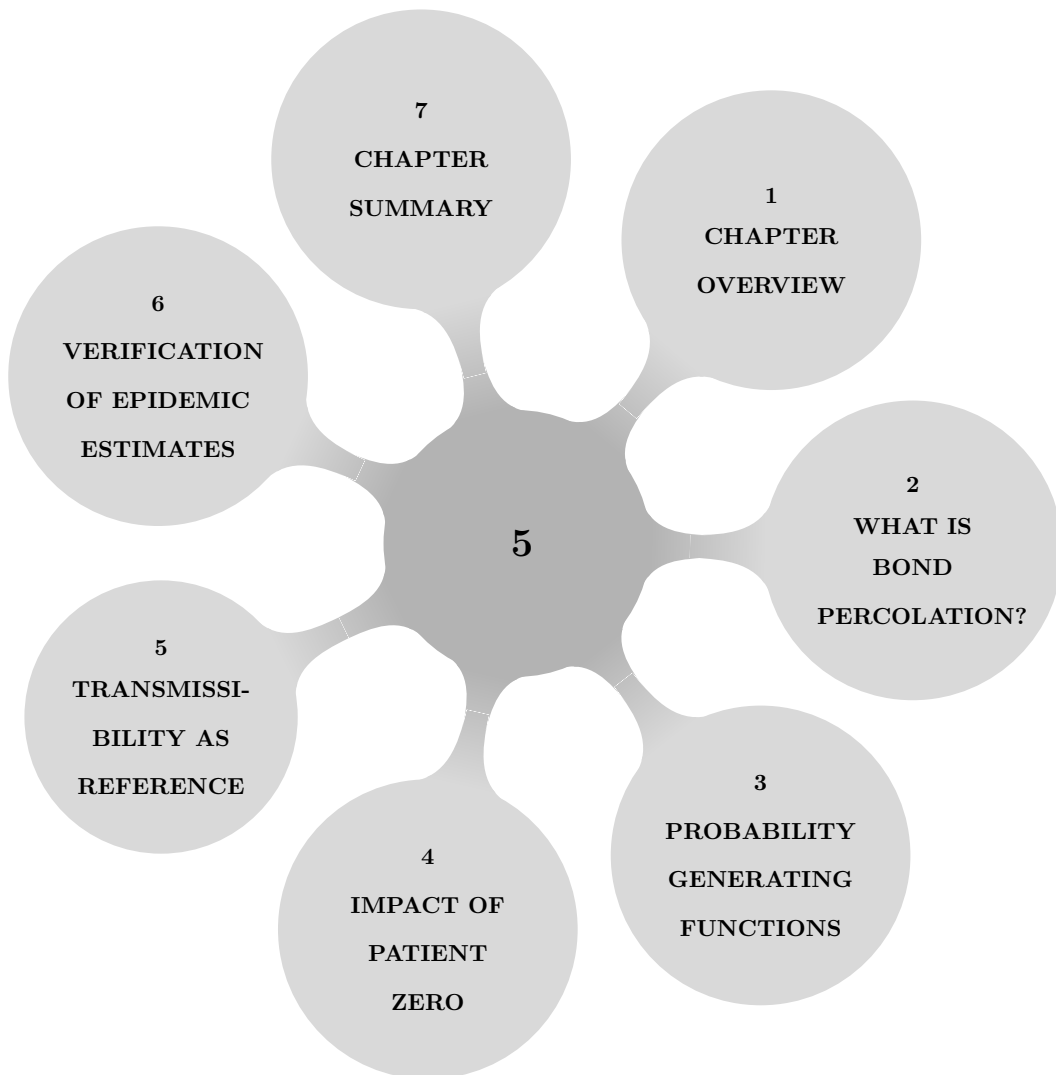 7
CHAPTER
SUMMARY
1
CHAPTER
OVERVIEW
6
VERIFICATION
OF EPIDEMIC
ESTIMATES
2
WHAT IS
BOND
PERCOLATION?
5
5
TRANSMISSI-
BILITY AS
REFERENCE
3
PROBABILITY
GENERATING
FUNCTIONS
4
IMPACT OF
PATIENT
ZERO